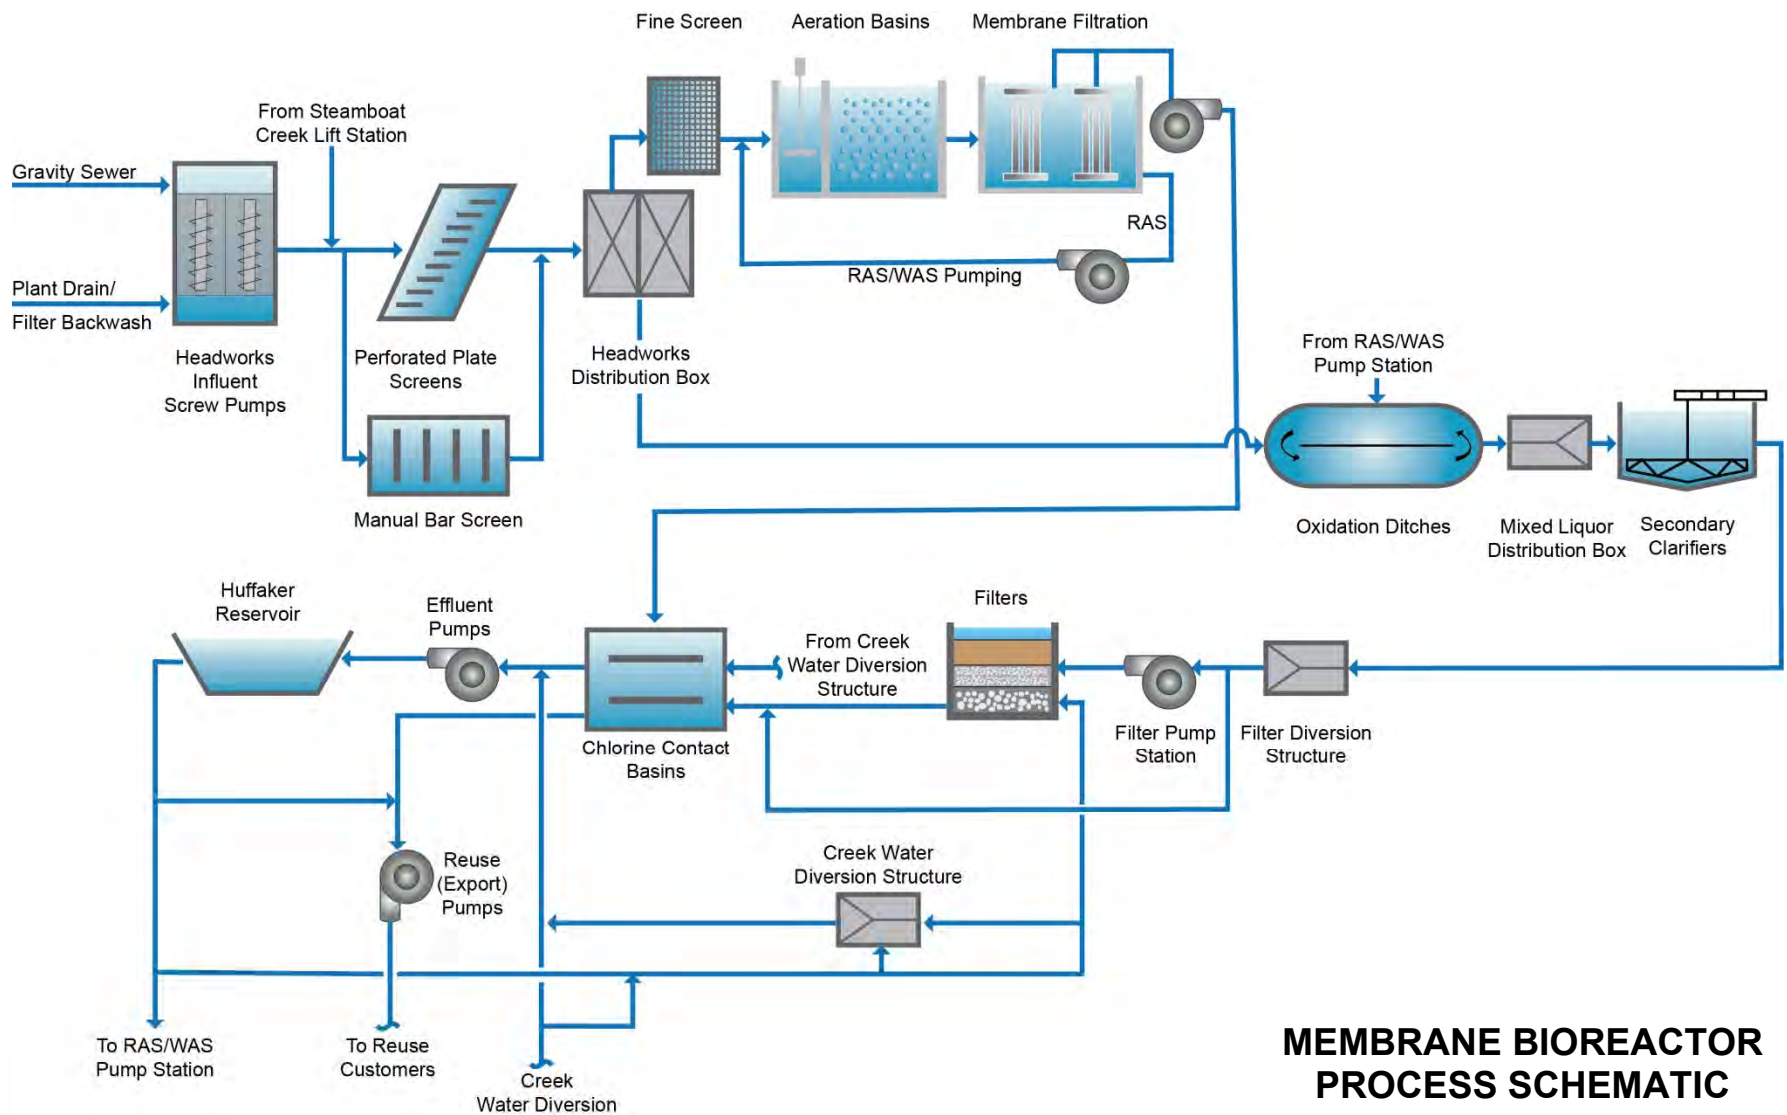 Fine Screen
Aeration Basins
Membrane Filtration
From Steamboat
Creek Lift Station
Gravity Sewer
Plant Drain/
Filter Backwash
RAS
RAS/WAS Pumping
Headworks
Influent
Screw Pumps
Perforated Plate
Screens
Headworks
Distribution Box
From RAS/WAS
Pump Station
Manual Bar Screen
Oxidation Ditches
Mixed Liquor
Distribution Box
Secondary
Clarifiers
Huffaker
Reservoir
Effluent
Pumps
From Creek
Water Diversion
Structure
Filters
Chlorine Contact
Basins
Filter Pump
Station
Filter Diversion
Structure
Reuse
(Export)
Pumps
Creek Water
Diversion Structure
To RAS/WAS
Pump Station
To Reuse
Customers
Creek
Water Diversion
MEMBRANE BIOREACTOR
PROCESS SCHEMATIC